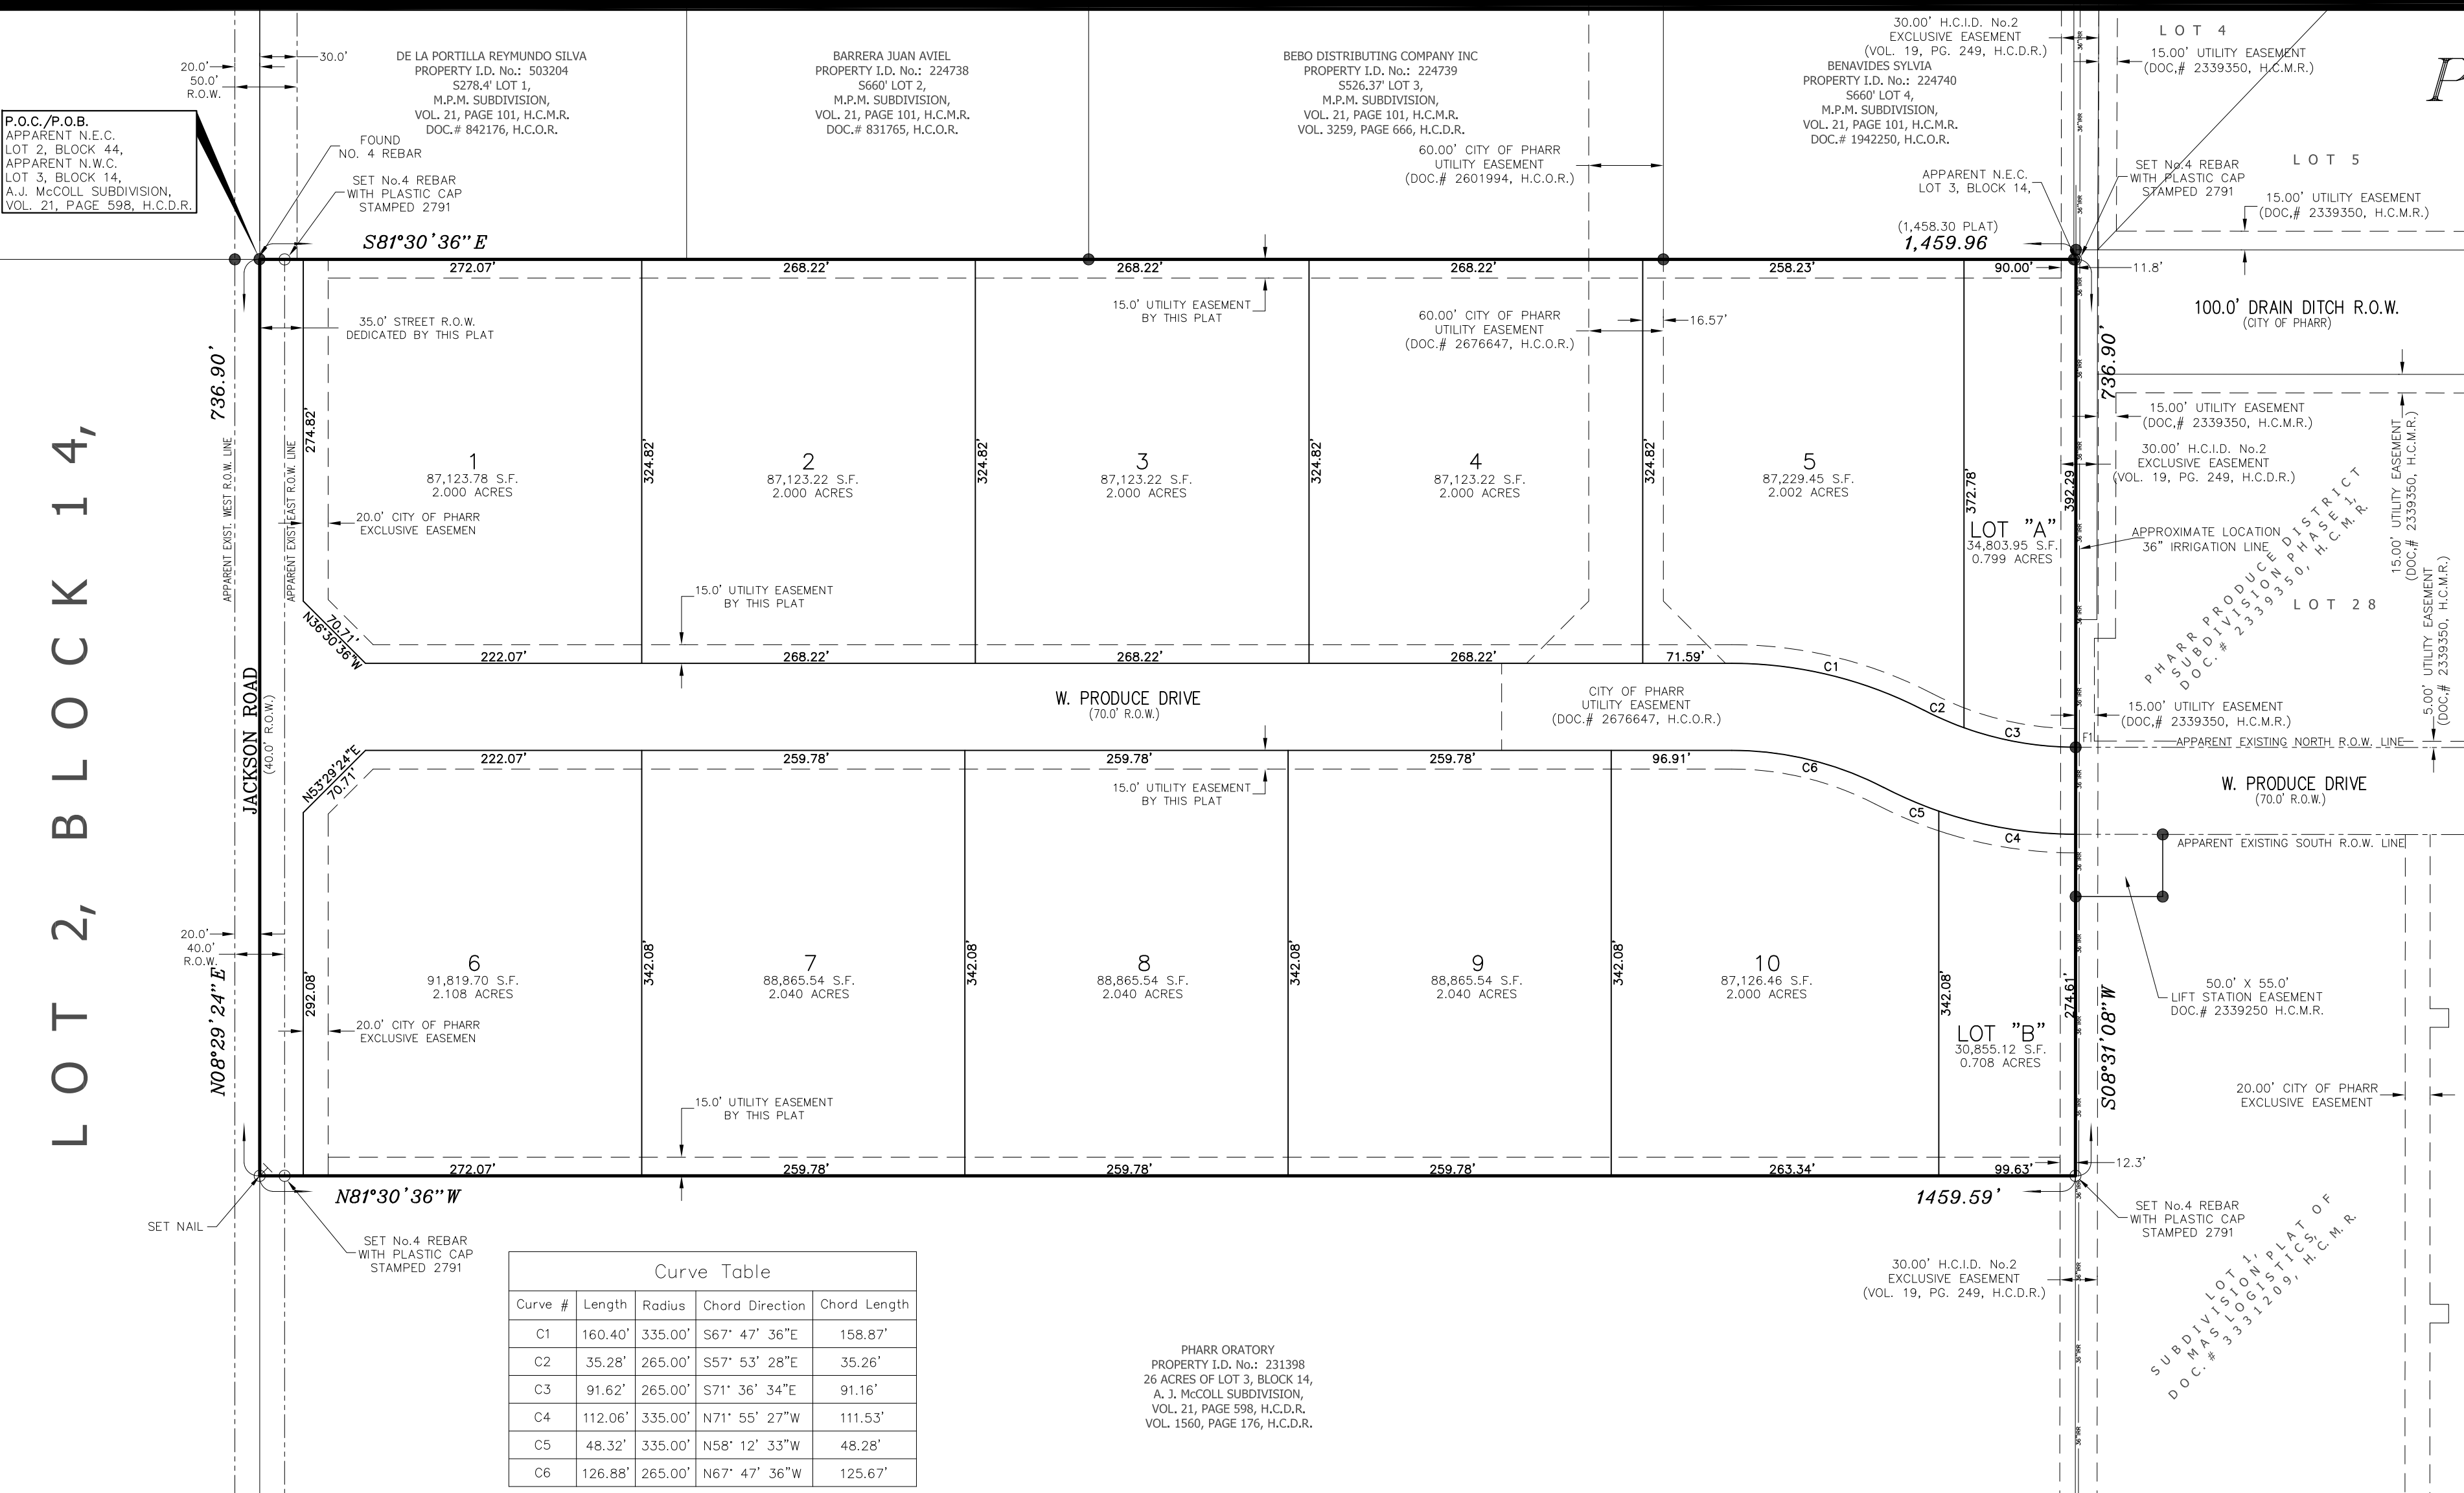 30.0'
20.0'
50.0'
R.O.W.
DE LA PORTILLA REYMUNDO SILVA
PROPERTY I.D. No.: 503204
S278.4' LOT 1,
M.P.M. SUBDIVISION,
VOL. 21, PAGE 101, H.C.M.R.
DOC.# 842176, H.C.O.R.
BARRERA JUAN AVIEL
PROPERTY I.D. No.: 224738
S660' LOT 2,
M.P.M. SUBDIVISION,
VOL. 21, PAGE 101, H.C.M.R.
DOC.# 831765, H.C.O.R.
BEBO DISTRIBUTING COMPANY INC
PROPERTY I.D. No.: 224739
S526.37' LOT 3,
M.P.M. SUBDIVISION,
VOL. 21, PAGE 101, H.C.M.R.
VOL. 3259, PAGE 666, H.C.D.R.
30.00' H.C.I.D. No.2
EXCLUSIVE EASEMENT
(VOL. 19, PG. 249, H.C.D.R.)
BENAVIDES SYLVIA
PROPERTY I.D. No.: 224740
S660' LOT 4,
M.P.M. SUBDIVISION,
VOL. 21, PAGE 101, H.C.M.R.
DOC.# 1942250, H.C.O.R.
LOT 4
15.00' UTILITY EASEMENT
(DOC,# 2339350, H.C.M.R.)
P
P.O.C./P.O.B.
APPARENT N.E.C.
LOT 2, BLOCK 44,
APPARENT N.W.C.
LOT 3, BLOCK 14,
A.J. McCOLL SUBDIVISION,
VOL. 21, PAGE 598, H.C.D.R.
FOUND
NO. 4 REBAR
SET No.4 REBAR
WITH PLASTIC CAP
STAMPED 2791
60.00' CITY OF PHARR
UTILITY EASEMENT
(DOC.# 2601994, H.C.O.R.)
APPARENT N.E.C.
LOT 3, BLOCK 14,
SET No.4 REBAR
WITH PLASTIC CAP
STAMPED 2791
LOT 5
15.00' UTILITY EASEMENT
(DOC,# 2339350, H.C.M.R.)
S81°30'36"E
(1,458.30 PLAT)
1,459.96
272.07'
268.22'
268.22'
268.22'
258.23'
90.00'
11.8'
35.0' STREET R.O.W.
DEDICATED BY THIS PLAT
15.0' UTILITY EASEMENT
BY THIS PLAT
60.00' CITY OF PHARR
UTILITY EASEMENT
(DOC.# 2676647, H.C.O.R.)
16.57'
100.0' DRAIN DITCH R.O.W.
(CITY OF PHARR)
736.90'
736.90'
LOT 2, BLOCK 14,
APPARENT EXIST. WEST R.O.W. LINE
APPARENT EXIST EAST R.O.W. LINE
274.82'
1
87,123.78 S.F.
2.000 ACRES
324.82'
2
87,123.22 S.F.
2.000 ACRES
324.82'
3
87,123.22 S.F.
2.000 ACRES
324.82'
4
87,123.22 S.F.
2.000 ACRES
324.82'
5
87,229.45 S.F.
2.002 ACRES
372.78'
LOT "A"
34,803.95 S.F.
0.799 ACRES
392.29
20.0' CITY OF PHARR
EXCLUSIVE EASEMEN
15.00' UTILITY EASEMENT
(DOC,# 2339350, H.C.M.R.)
30.00' H.C.I.D. No.2
EXCLUSIVE EASEMENT
(VOL. 19, PG. 249, H.C.D.R.)
APPROXIMATE LOCATION
36" IRRIGATION LINE
PHARR PRODUCE DISTRICT
SUBDIVISION PHASE 1,
DOC. # 2339350, H.C.M.R.
15.00' UTILITY EASEMENT
(DOC,# 2339350, H.C.M.R.)
LOT 28
5.00' UTILITY EASEMENT
(DOC,# 2339350, H.C.M.R.)
15.0' UTILITY EASEMENT
BY THIS PLAT
70.71'
N36°30'36"W
222.07'
268.22'
268.22'
268.22'
71.59'
C1
C2
C3
JACKSON ROAD
(40.0' R.O.W.)
W. PRODUCE DRIVE
(70.0' R.O.W.)
CITY OF PHARR
UTILITY EASEMENT
(DOC.# 2676647, H.C.O.R.)
15.00' UTILITY EASEMENT
(DOC,# 2339350, H.C.M.R.)
F1
APPARENT EXISTING NORTH R.O.W. LINE
W. PRODUCE DRIVE
(70.0' R.O.W.)
N53°29'24"E
70.71'
222.07'
259.78'
259.78'
259.78'
96.91'
C6
C5
C4
15.0' UTILITY EASEMENT
BY THIS PLAT
APPARENT EXISTING SOUTH R.O.W. LINE
20.0'
40.0'
R.O.W.
N08°29'24"E
292.08'
6
91,819.70 S.F.
2.108 ACRES
342.08'
7
88,865.54 S.F.
2.040 ACRES
342.08'
8
88,865.54 S.F.
2.040 ACRES
342.08'
9
88,865.54 S.F.
2.040 ACRES
342.08'
10
87,126.46 S.F.
2.000 ACRES
342.08'
LOT "B"
30,855.12 S.F.
0.708 ACRES
274.61'
S08°31'08"W
50.0' X 55.0'
LIFT STATION EASEMENT
DOC.# 2339250 H.C.M.R.
20.0' CITY OF PHARR
EXCLUSIVE EASEMEN
20.00' CITY OF PHARR
EXCLUSIVE EASEMENT
15.0' UTILITY EASEMENT
BY THIS PLAT
272.07'
259.78'
259.78'
259.78'
263.34'
99.63'
12.3'
N81°30'36"W
1459.59'
SET NAIL
SET No.4 REBAR
WITH PLASTIC CAP
STAMPED 2791
SET No.4 REBAR
WITH PLASTIC CAP
STAMPED 2791
30.00' H.C.I.D. No.2
EXCLUSIVE EASEMENT
(VOL. 19, PG. 249, H.C.D.R.)
LOT 1,
SUBDIVISION PLAT OF
MAS LOGISTICS,
DOC. # 3331209, H.C.M.R.
Curve Table
Curve # Length Radius Chord Direction Chord Length
C1 160.40' 335.00' S67° 47' 36"E 158.87'
C2 35.28' 265.00' S57° 53' 28"E 35.26'
C3 91.62' 265.00' S71° 36' 34"E 91.16'
C4 112.06' 335.00' N71° 55' 27"W 111.53'
C5 48.32' 335.00' N58° 12' 33"W 48.28'
C6 126.88' 265.00' N67° 47' 36"W 125.67'
PHARR ORATORY
PROPERTY I.D. No.: 231398
26 ACRES OF LOT 3, BLOCK 14,
A. J. McCOLL SUBDIVISION,
VOL. 21, PAGE 598, H.C.D.R.
VOL. 1560, PAGE 176, H.C.D.R.